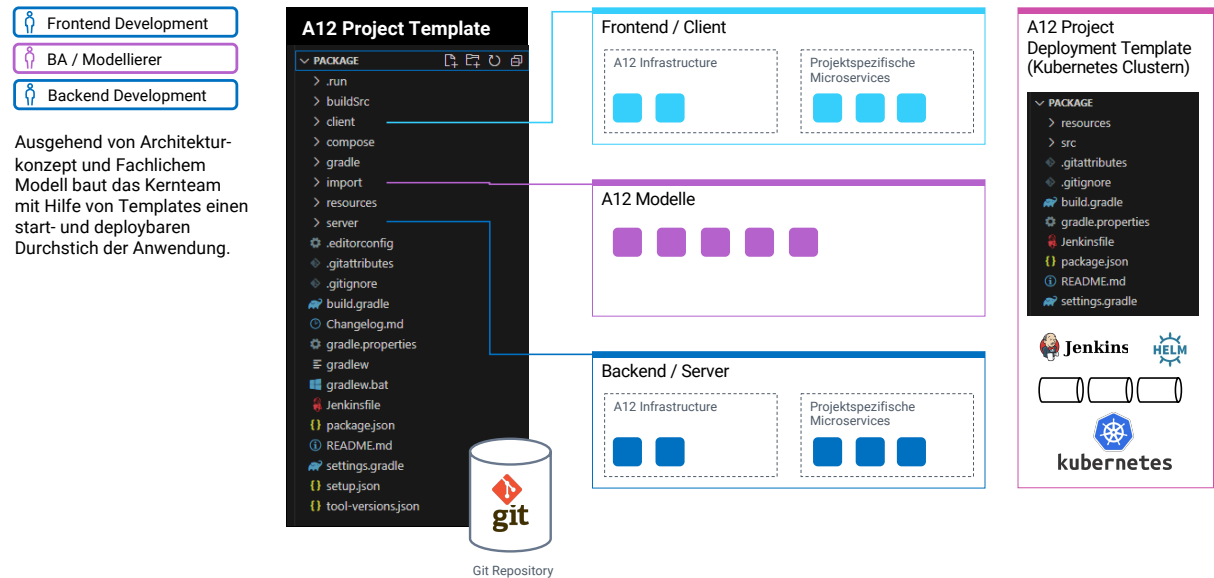 Frontend Development
BA / Modellierer
Backend Development
Ausgehend von Architektur-
konzept und Fachlichem
Modell baut das Kernteam
mit Hilfe von Templates einen
start- und deploybaren
Durchstich der Anwendung.
A12 Project Template
PACKAGE
.run
buildSrc
client
compose
gradle
import
resources
server
.editorconfig
.gitattributes
.gitignore
build.gradle
Changelog.md
gradle.properties
gradlew
gradlew.bat
Jenkinsfile
package.json
README.md
settings.gradle
setup.json
tool-versions.json
git
Git Repository
Frontend / Client
A12 Infrastructure
Projektspezifische
Microservices
A12 Modelle
Backend / Server
A12 Infrastructure
Projektspezifische
Microservices
A12 Project
Deployment Template
(Kubernetes Clustern)
PACKAGE
resources
src
.gitattributes
.gitignore
build.gradle
gradle.properties
Jenkinsfile
package.json
README.md
settings.gradle
Jenkins
HELM
kubernetes